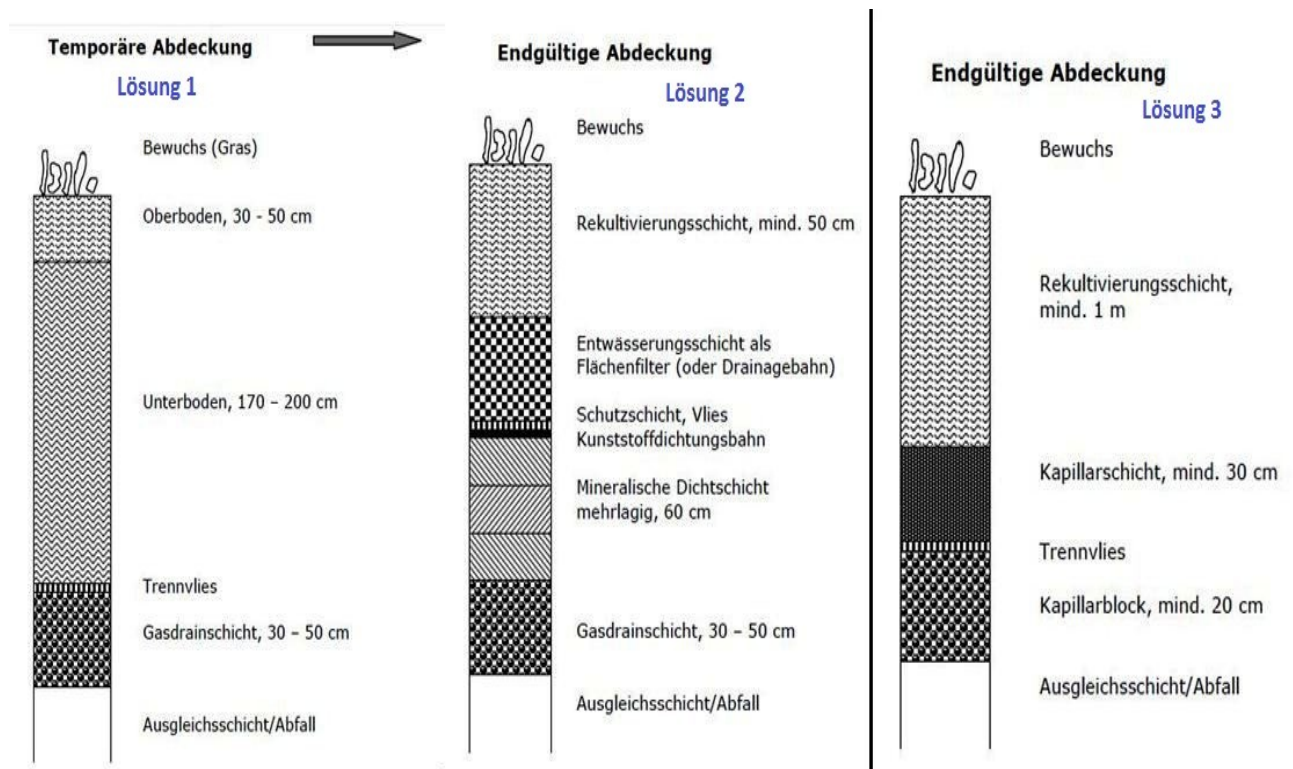 Temporäre Abdeckung
Lösung 1
Bewuchs (Gras)
Oberboden, 30 - 50 cm
Unterboden, 170 – 200 cm
Trennvlies
Gasdrainschicht, 30 – 50 cm
Ausgleichsschicht/Abfall
Endgültige Abdeckung
Lösung 2
Bewuchs
Rekultivierungsschicht, mind. 50 cm
Entwässerungsschicht als
Flächenfilter (oder Drainagebahn)
Schutzschicht, Vlies
Kunststoffdichtungsbahn
Mineralische Dichtschicht
mehrlagig, 60 cm
Gasdrainschicht, 30 – 50 cm
Ausgleichsschicht/Abfall
Endgültige Abdeckung
Lösung 3
Bewuchs
Rekultivierungsschicht,
mind. 1 m
Kapillarschicht, mind. 30 cm
Trennvlies
Kapillarblock, mind. 20 cm
Ausgleichsschicht/Abfall